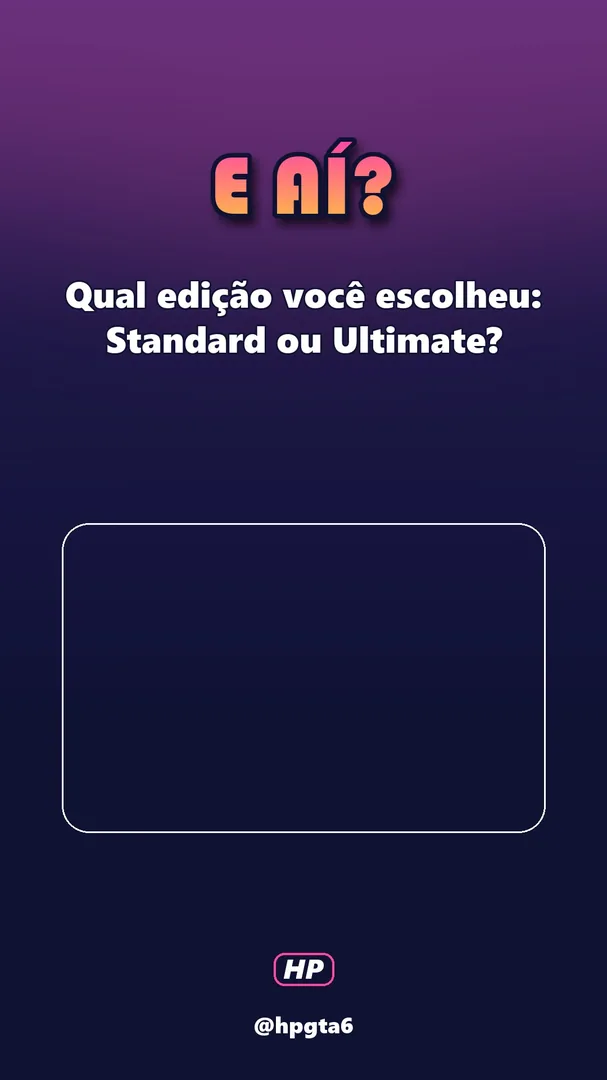 E AÍ?
Qual edição você escolheu:
Standard ou Ultimate?
HP
@hpgta6